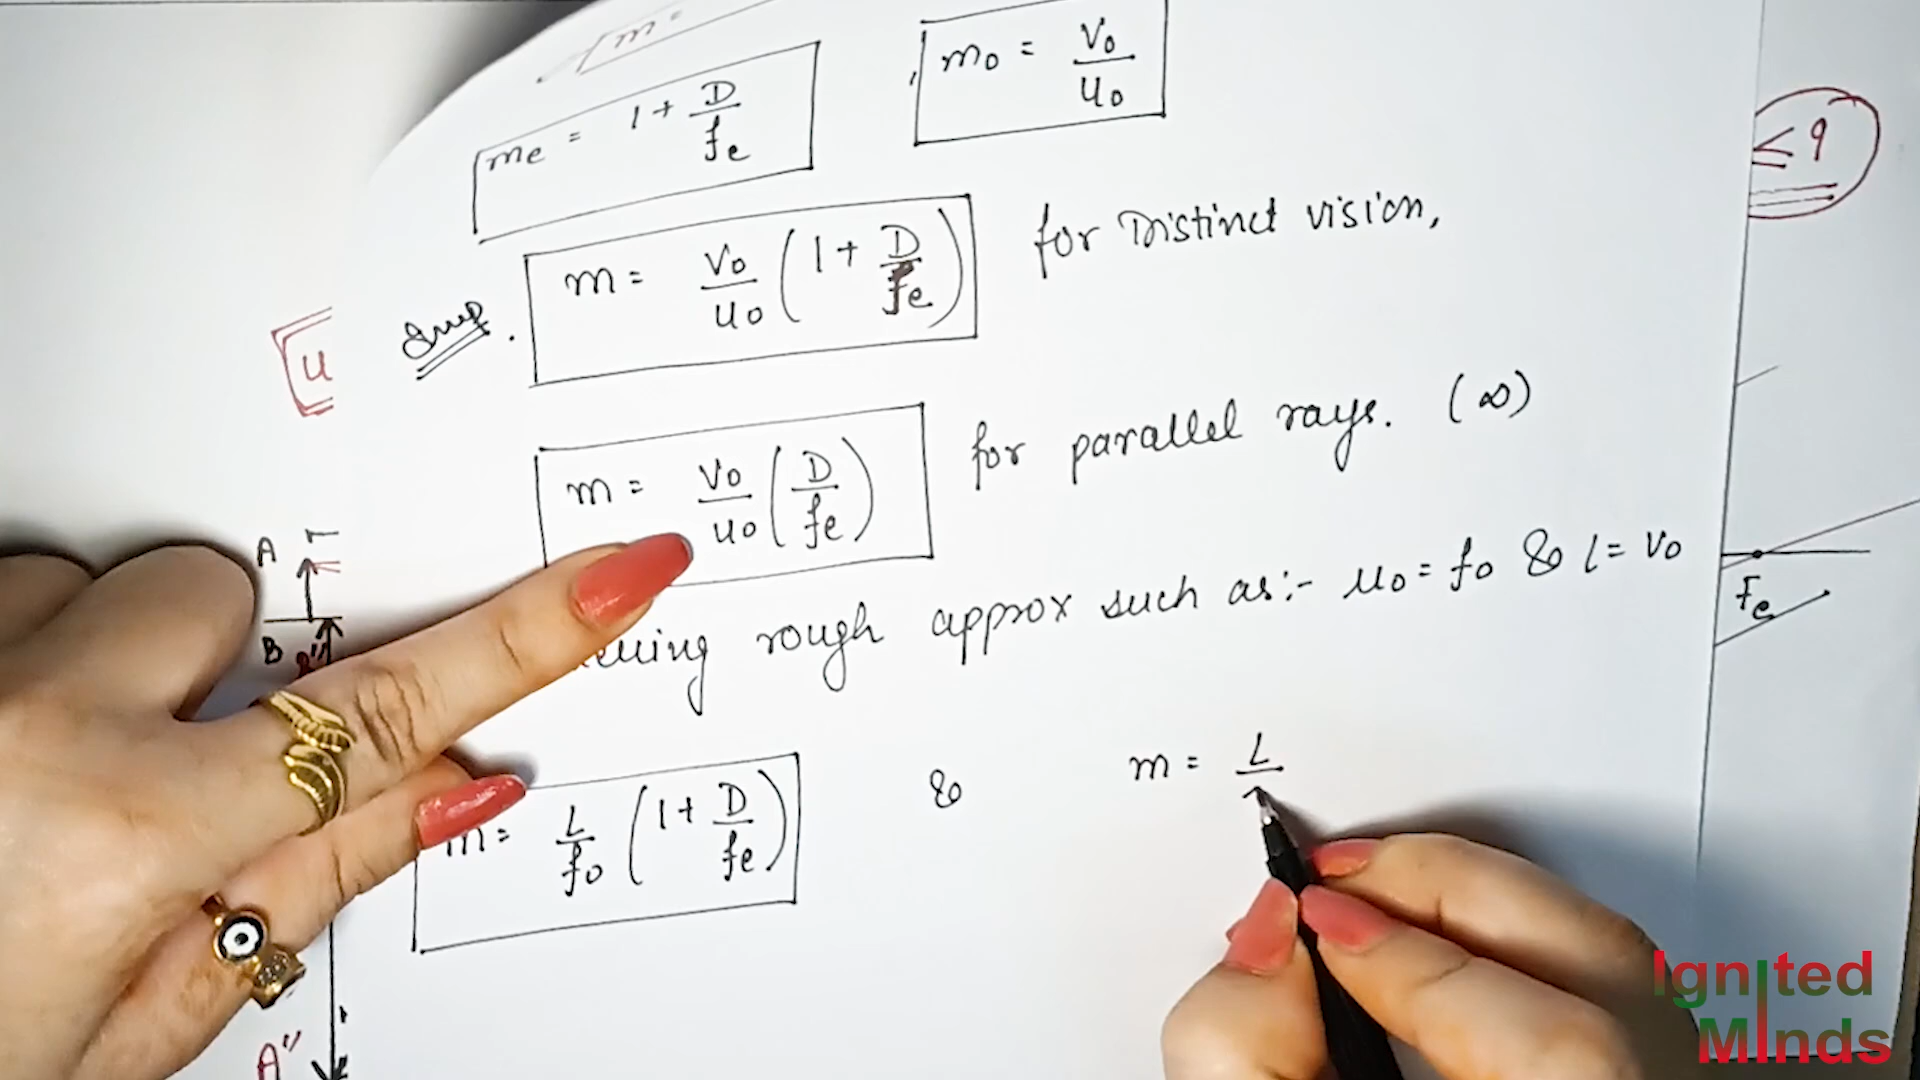 m =
me = 1 + D/fe
m₀ = V₀/u₀
≤ 9
m = V₀/u₀ (1 + D/fe) for Distinct vision,
Imp.
u
m = V₀/u₀ (D/fe) for parallel rays. (∞)
A
rough approx such as:- u₀ = f₀ & L = V₀
Fe
B
m = L/f₀ (1 + D/fe) & m = L/
A"
Ignited
Minds